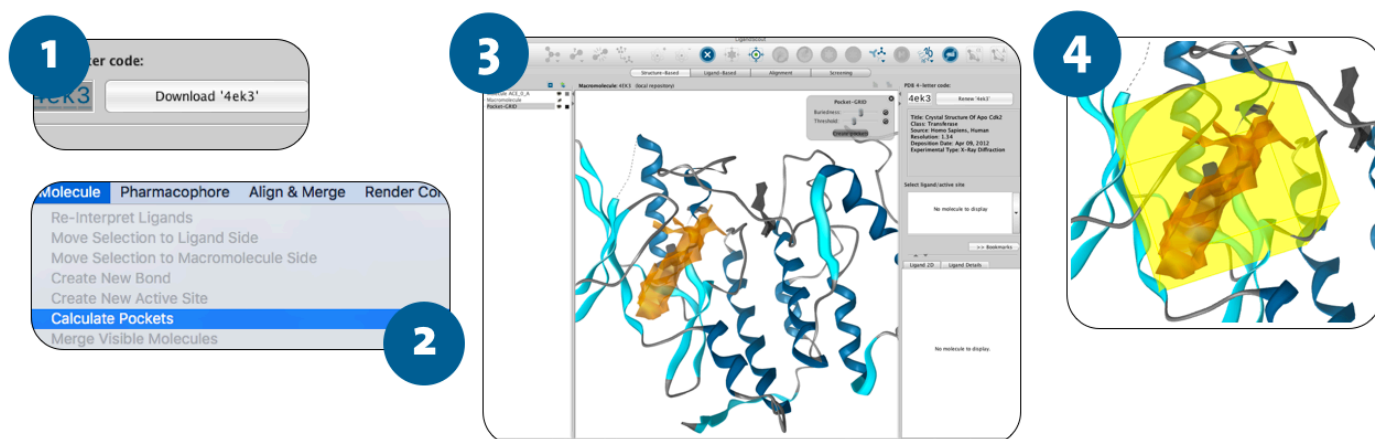 1
ter code:
4ek3
Download '4ek3'
2
Molecule Pharmacophore Align & Merge Render Cor
Re-Interpret Ligands
Move Selection to Ligand Side
Move Selection to Macromolecule Side
Create New Bond
Create New Active Site
Calculate Pockets
Merge Visible Molecules
3
LigandScout
Structure-Based Ligand-Based Alignment Screening
Macromolecule: 4EK3 (local repository)
Macromolecule
Pocket-GRID
Pocket-GRID
Buriedness:
Threshold:
PDB 4-letter code:
4ek3
Renew '4ek3'
Title: Crystal Structure Of Apo Cdk2
Class: Transferase
Source: Homo Sapiens, Human
Resolution: 1.34
Deposition Date: Apr 09, 2012
Experimental Type: X-Ray Diffraction
Select ligand/active site
No molecule to display
>> Bookmarks
Ligand 2D Ligand Details
No molecule to display.
4